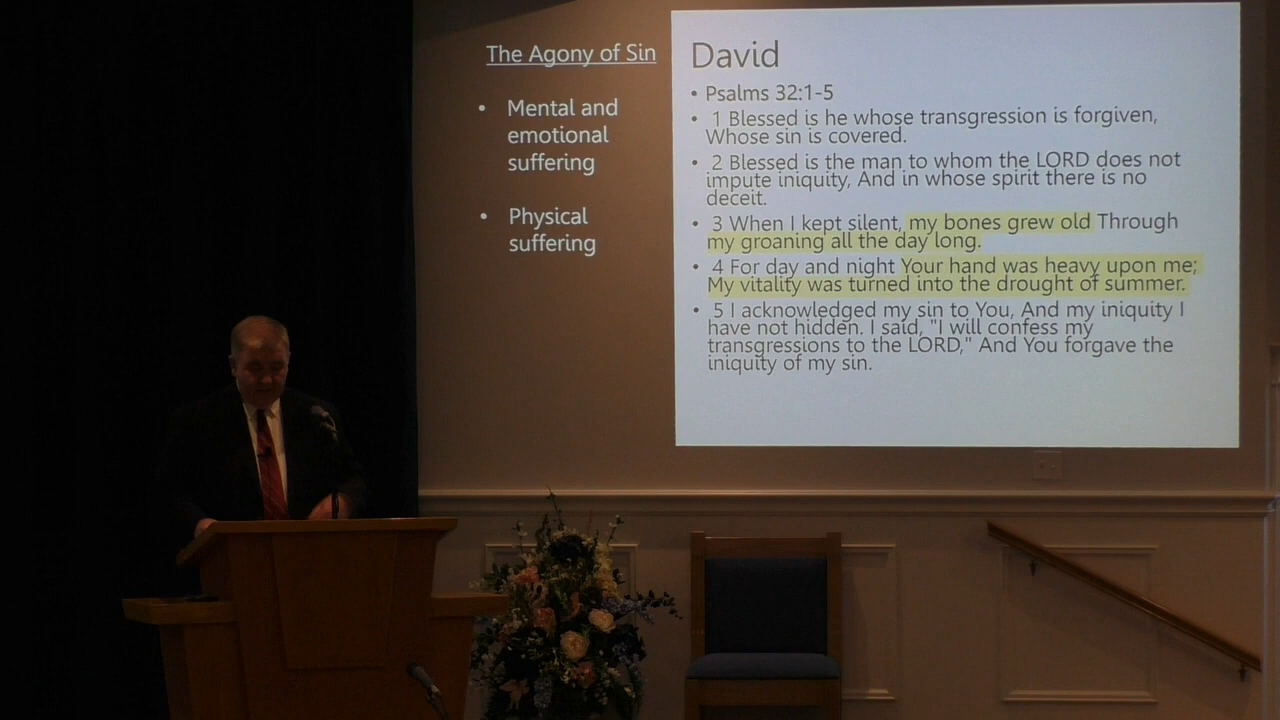 The Agony of Sin
• Mental and
emotional
suffering
• Physical
suffering
David
• Psalms 32:1-5
• 1 Blessed is he whose transgression is forgiven,
Whose sin is covered.
• 2 Blessed is the man to whom the LORD does not
impute iniquity, And in whose spirit there is no
deceit.
• 3 When I kept silent, my bones grew old Through
my groaning all the day long.
• 4 For day and night Your hand was heavy upon me;
My vitality was turned into the drought of summer.
• 5 I acknowledged my sin to You, And my iniquity I
have not hidden. I said, "I will confess my
transgressions to the LORD," And You forgave the
iniquity of my sin.